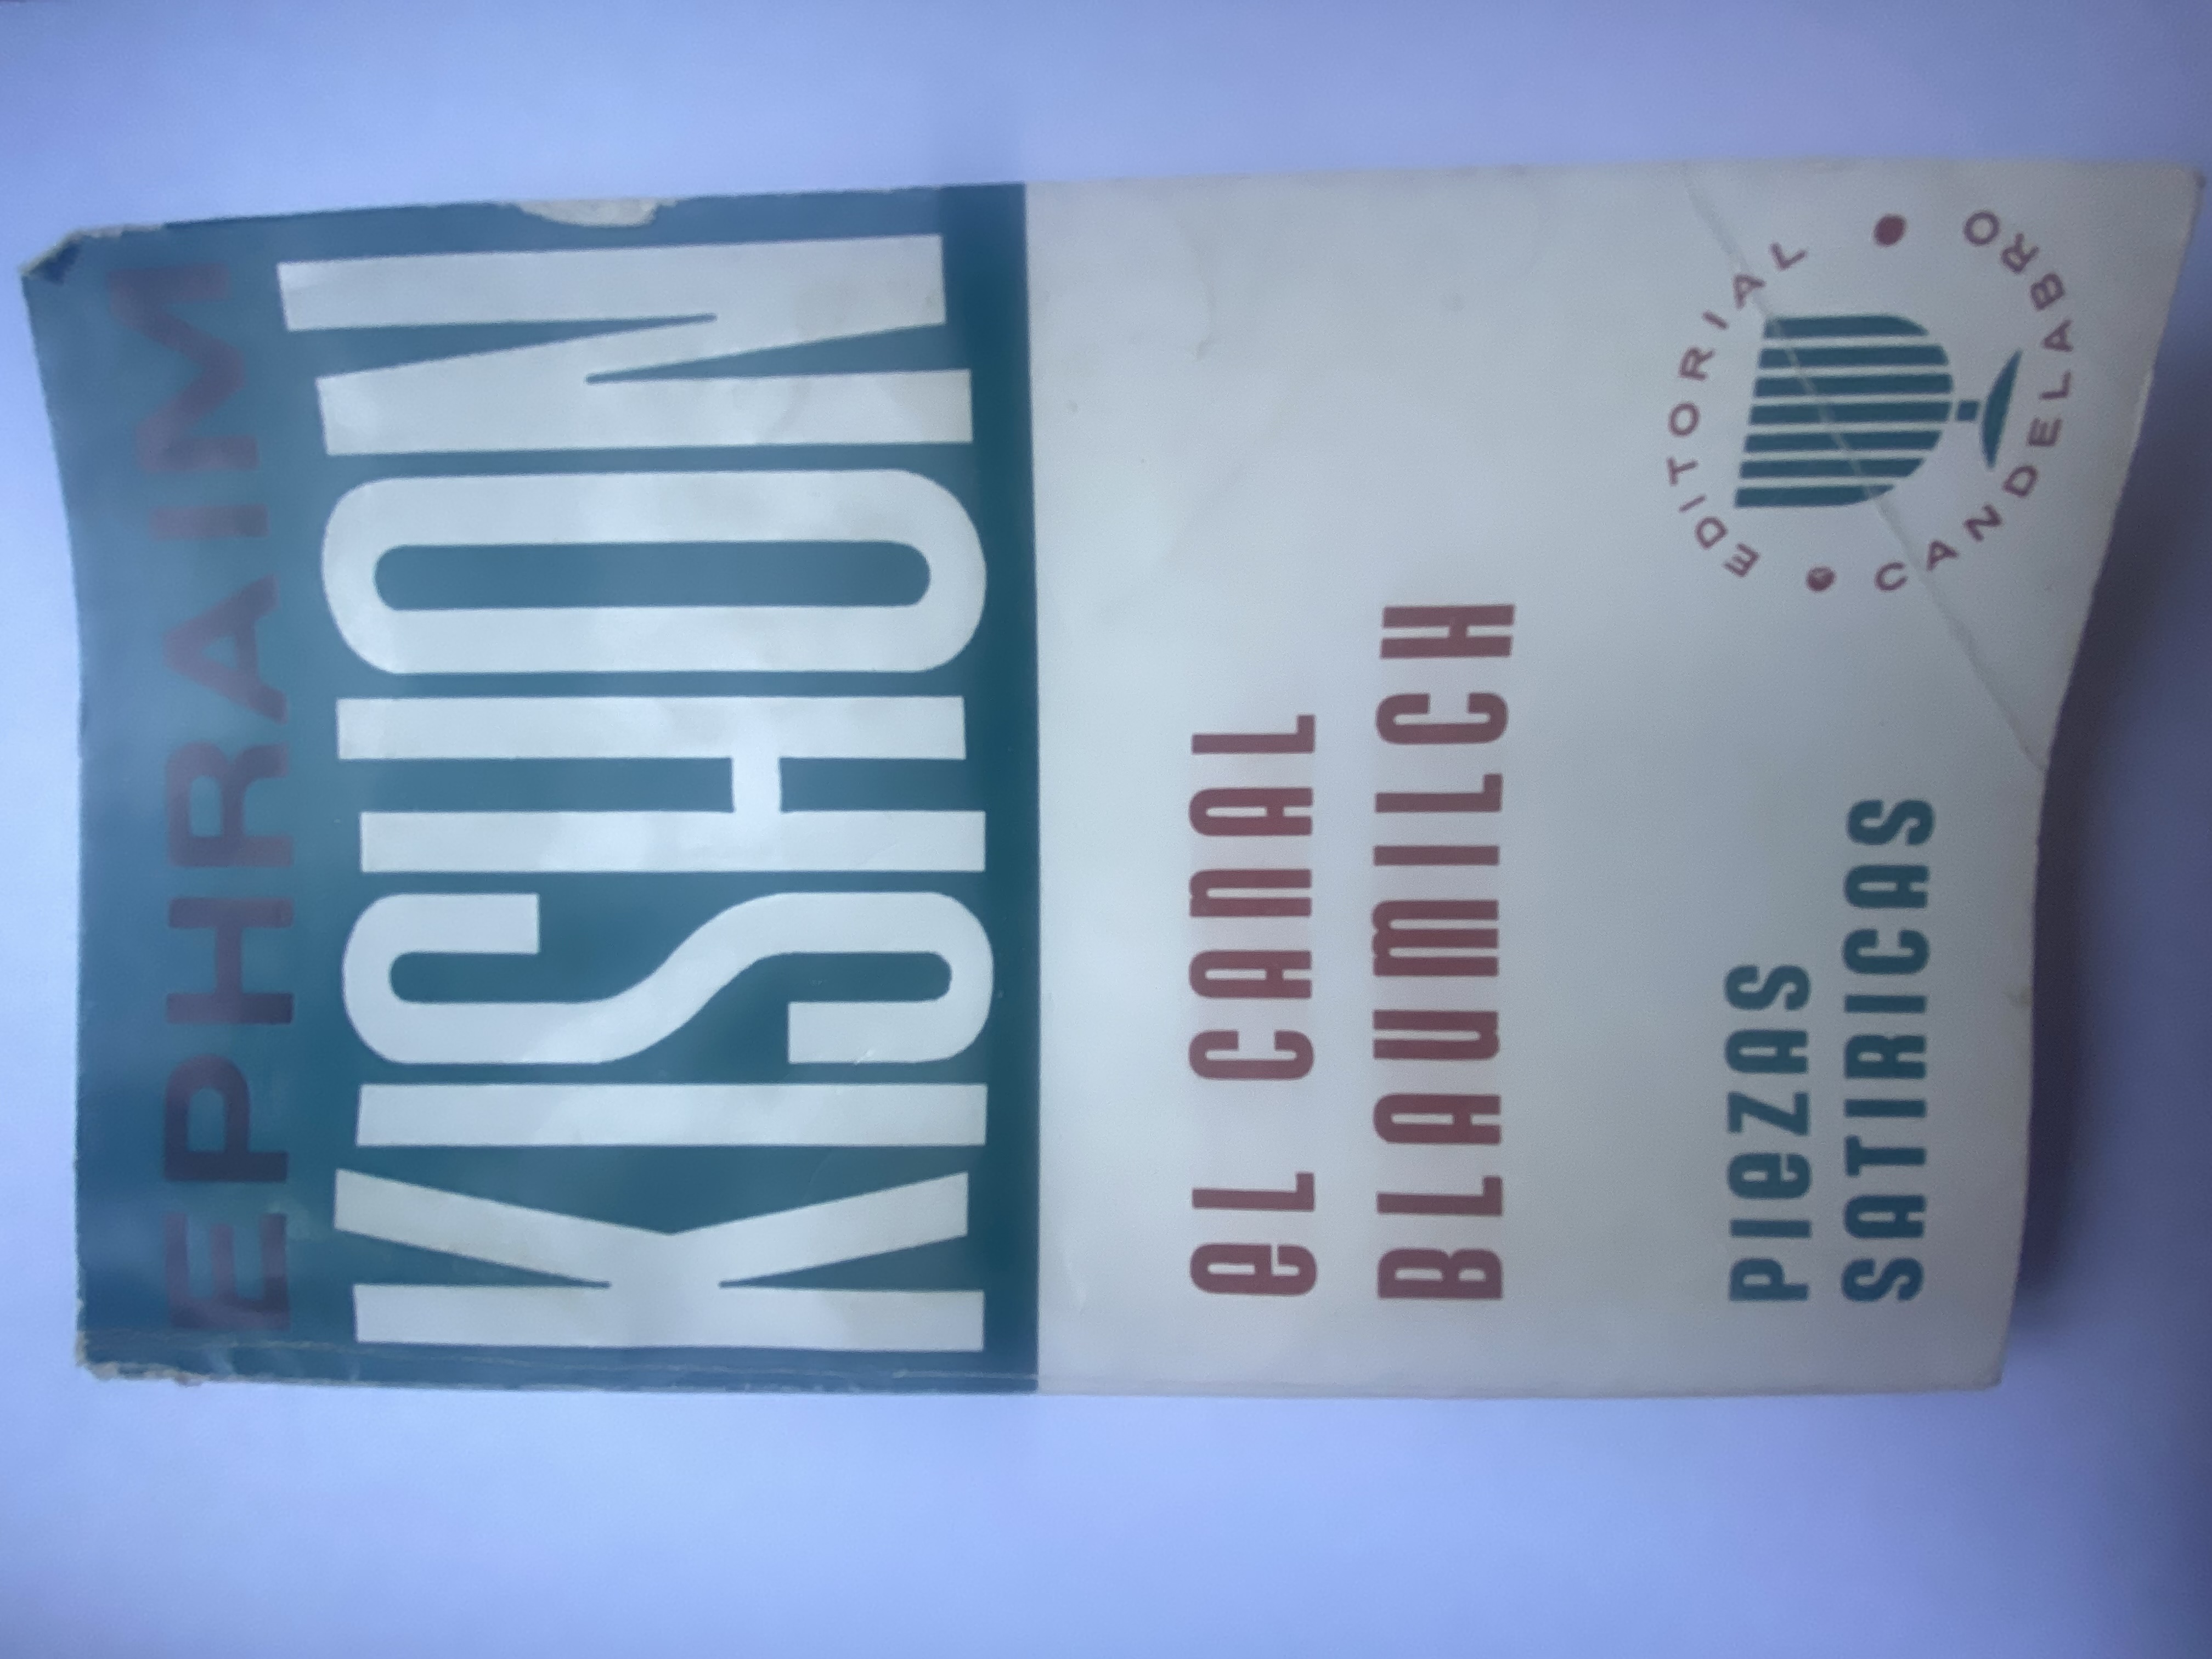 EPHRAIM
KISHON
eL CANAL
BLAUMILCH
PIeZAS
SATIRICAS
EDITORIAL
CANDELABRO